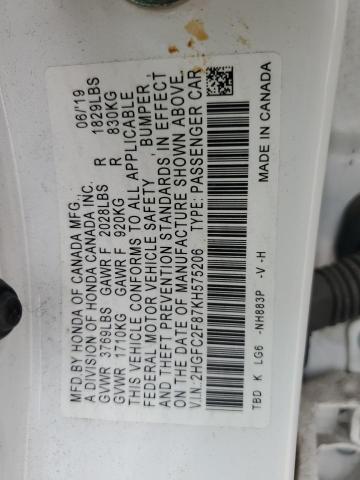 MFD BY HONDA OF CANADA MFG. 06/19
A DIVISION OF HONDA CANADA INC.
GVWR 3769LBS GAWR F 2028LBS R 1829LBS
GVWR 1710KG GAWR F 920KG R 830KG
THIS VEHICLE CONFORMS TO ALL APPLICABLE
FEDERAL MOTOR VEHICLE SAFETY BUMPER,
AND THEFT PREVENTION STANDARDS IN EFFECT
ON THE DATE OF MANUFACTURE SHOWN ABOVE.
V.I.N. 2HGFC2F87KH575206 TYPE: PASSENGER CAR
TBD K LG6 -NH883P -V -H MADE IN CANADA